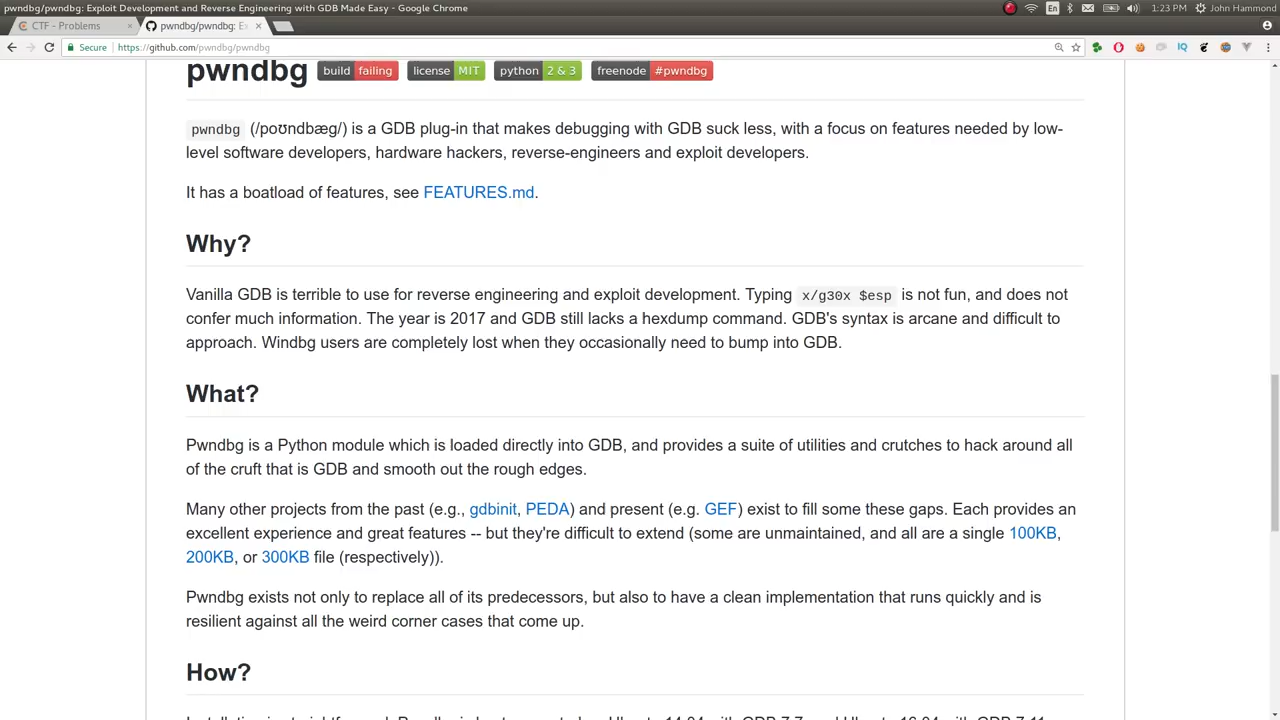 pwndbg/pwndbg: Exploit Development and Reverse Engineering with GDB Made Easy - Google Chrome
En
1:23 PM
John Hammond
CTF - Problems
pwndbg/pwndbg: Ex
Secure
https://github.com/pwndbg/pwndbg
IQ
pwndbg
build failing
license MIT
python 2 & 3
freenode #pwndbg
pwndbg (/poʊndbæg/) is a GDB plug-in that makes debugging with GDB suck less, with a focus on features needed by low-
level software developers, hardware hackers, reverse-engineers and exploit developers.
It has a boatload of features, see FEATURES.md.
Why?
Vanilla GDB is terrible to use for reverse engineering and exploit development. Typing x/g30x $esp is not fun, and does not
confer much information. The year is 2017 and GDB still lacks a hexdump command. GDB's syntax is arcane and difficult to
approach. Windbg users are completely lost when they occasionally need to bump into GDB.
What?
Pwndbg is a Python module which is loaded directly into GDB, and provides a suite of utilities and crutches to hack around all
of the cruft that is GDB and smooth out the rough edges.
Many other projects from the past (e.g., gdbinit, PEDA) and present (e.g. GEF) exist to fill some these gaps. Each provides an
excellent experience and great features -- but they're difficult to extend (some are unmaintained, and all are a single 100KB,
200KB, or 300KB file (respectively)).
Pwndbg exists not only to replace all of its predecessors, but also to have a clean implementation that runs quickly and is
resilient against all the weird corner cases that come up.
How?